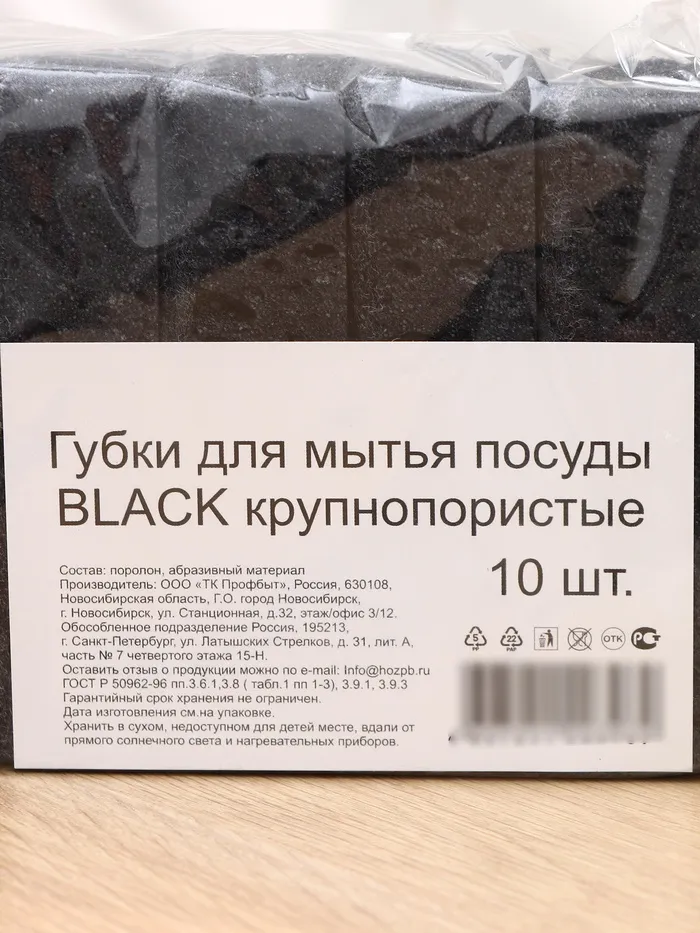 Губки для мытья посуды
BLACK крупнопористые
10 шт.
Состав: поролон, абразивный материал
Производитель: ООО «ТК Профбыт», Россия, 630108,
Новосибирская область, Г.О. город Новосибирск,
г. Новосибирск, ул. Станционная, д.32, этаж/офис 3/12.
Обособленное подразделение Россия, 195213,
г. Санкт-Петербург, ул. Латышских Стрелков, д. 31, лит. А,
часть № 7 четвертого этажа 15-Н.
Оставить отзыв о продукции можно по e-mail: Info@hozpb.ru
ГОСТ Р 50962-96 пп.3.6.1,3.8 ( табл.1 пп 1-3), 3.9.1, 3.9.3
Гарантийный срок хранения не ограничен.
Дата изготовления см.на упаковке.
Хранить в сухом, недоступном для детей месте, вдали от
прямого солнечного света и нагревательных приборов.
5 22 ОТК
PP PAP